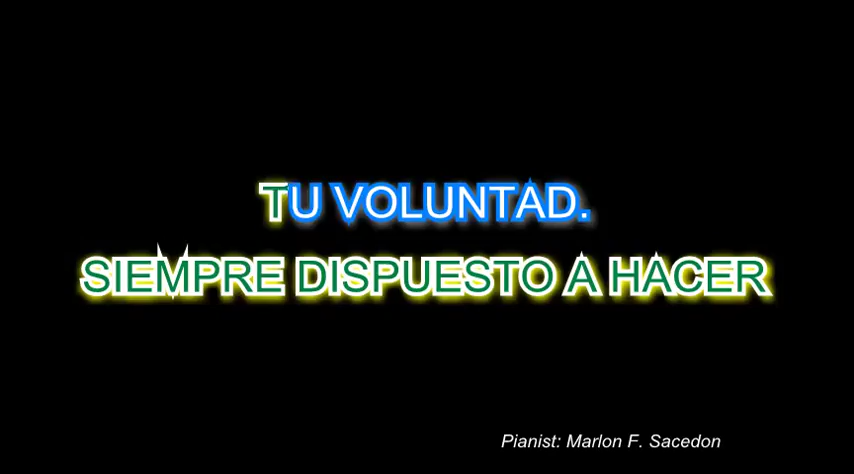 TU VOLUNTAD.
SIEMPRE DISPUESTO A HACER
Pianist: Marlon F. Sacedon